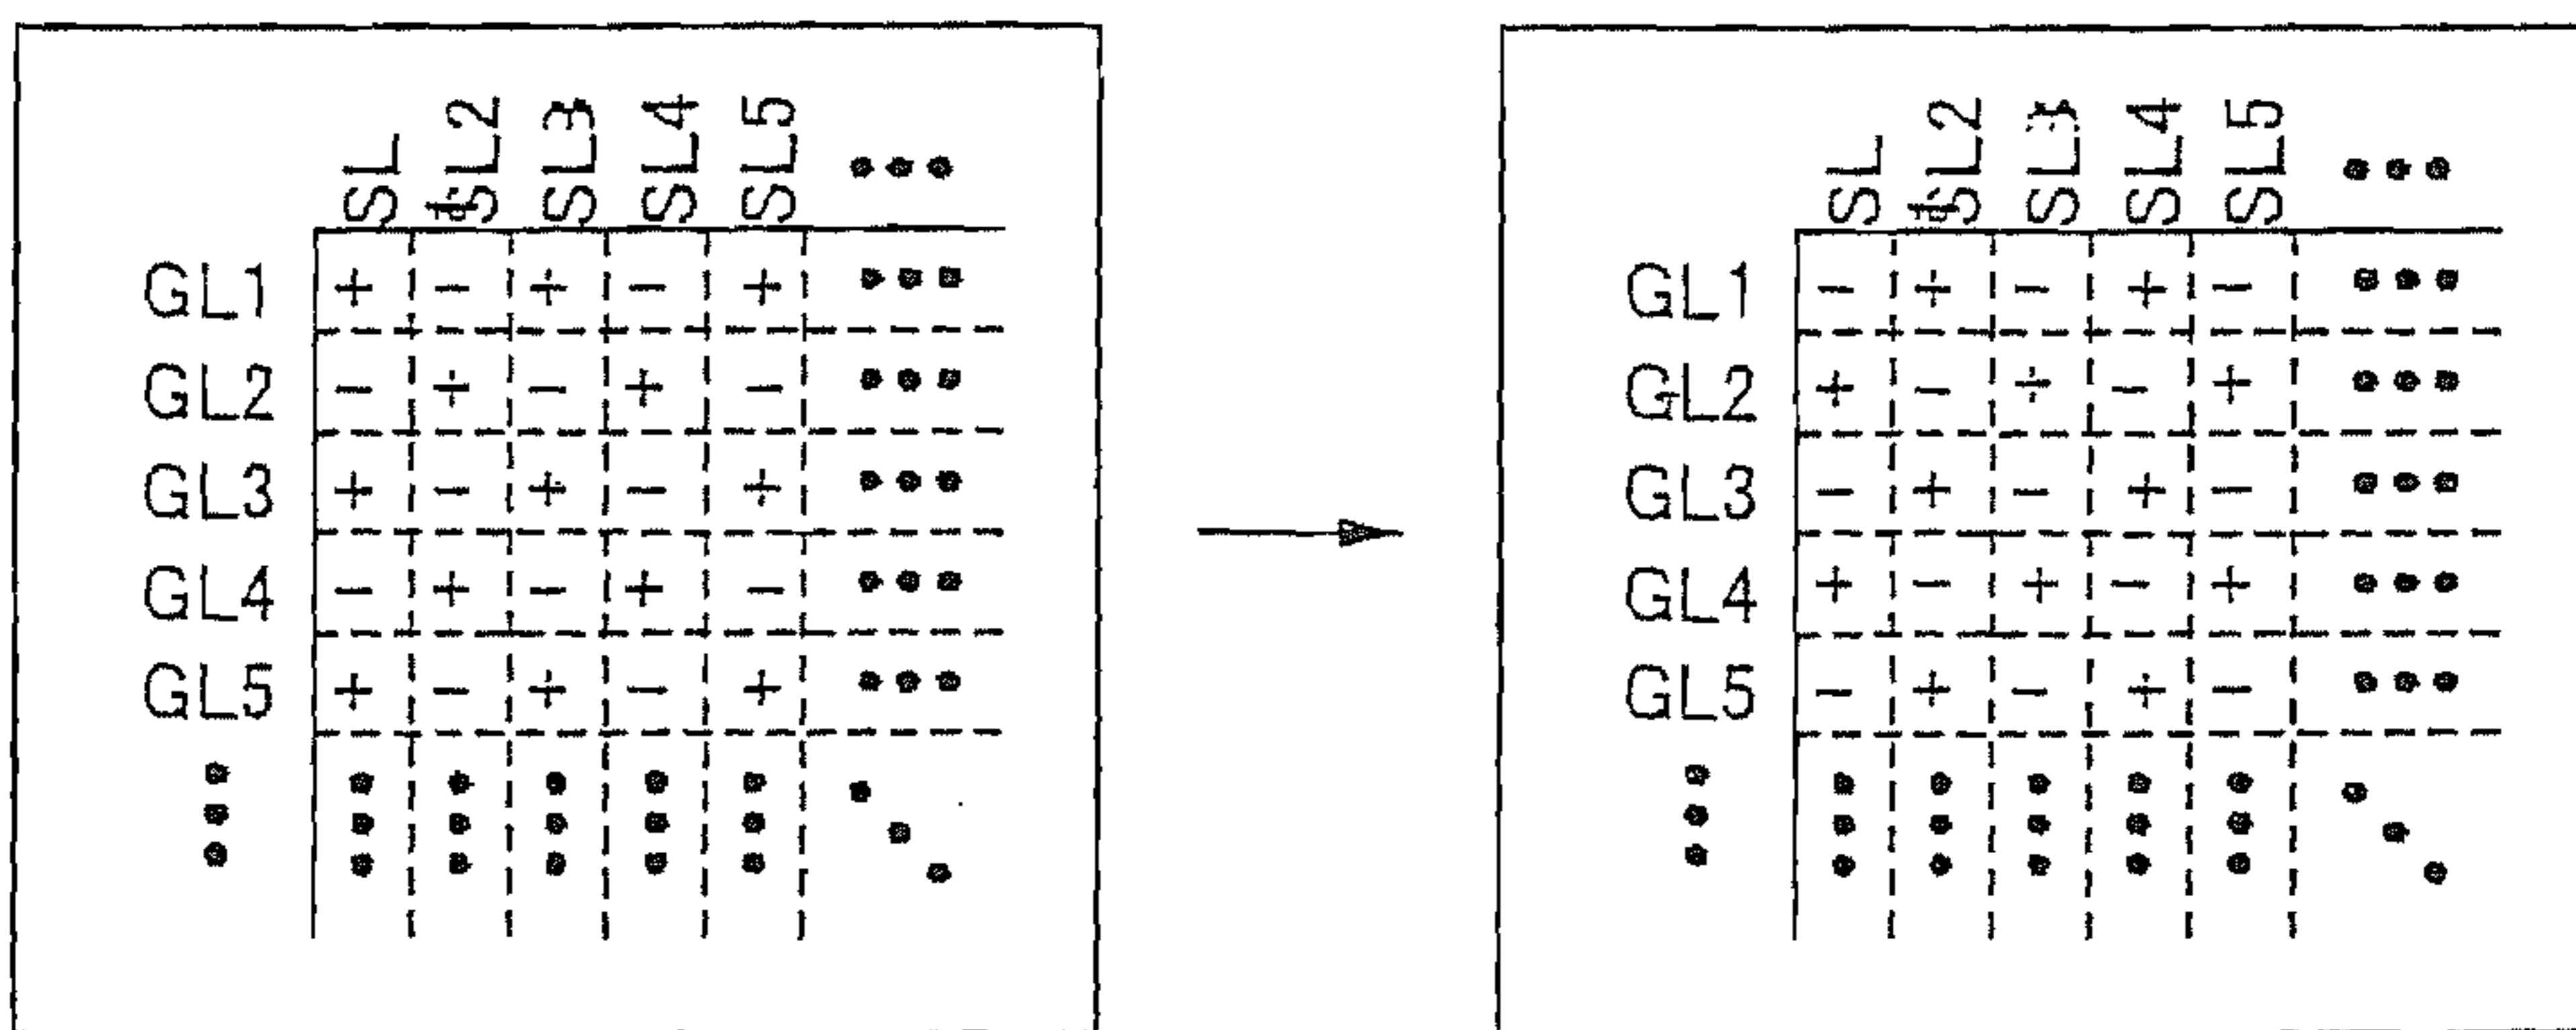 SL SL2 SL3 SL4 SL5 •••
GL1 + - + - + •••
GL2 - + - + - •••
GL3 + - + - + •••
GL4 - + - + - •••
GL5 + - + - + •••
SL SL2 SL3 SL4 SL5 •••
GL1 - + - + - •••
GL2 + - + - + •••
GL3 - + - + - •••
GL4 + - + - + •••
GL5 - + - + - •••